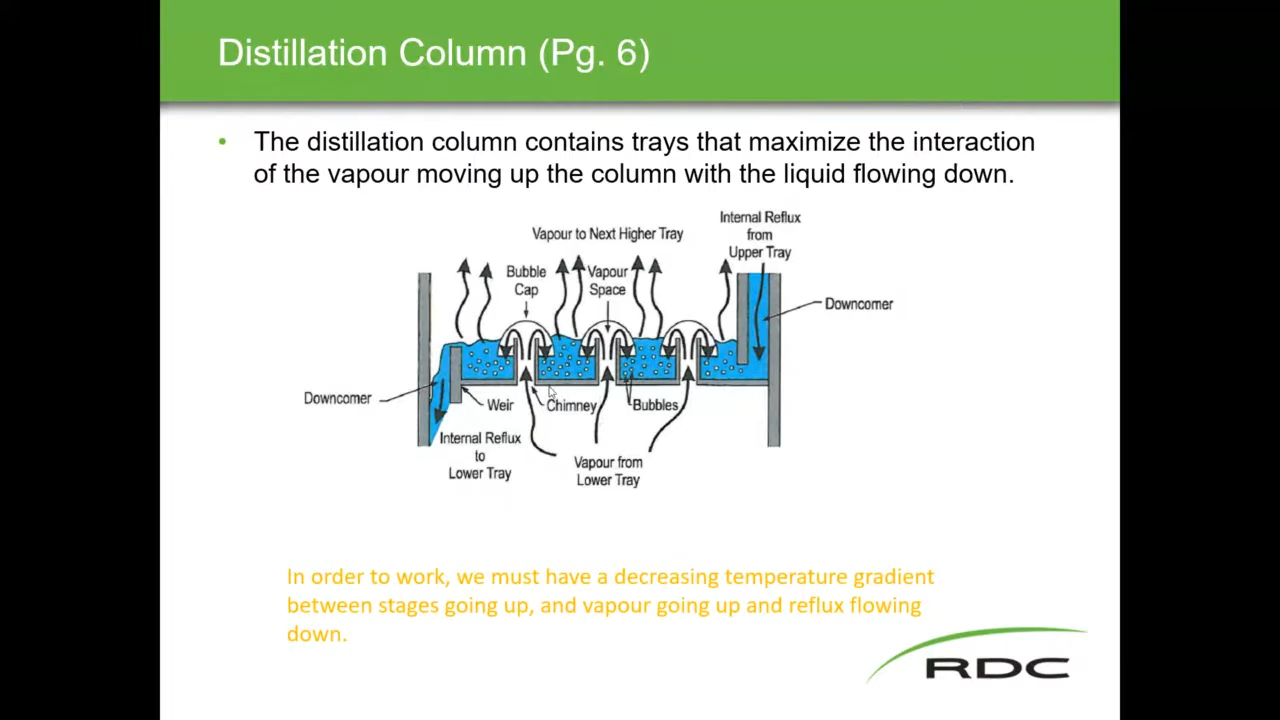 Distillation Column (Pg. 6)
• The distillation column contains trays that maximize the interaction
of the vapour moving up the column with the liquid flowing down.
Internal Reflux
from
Upper Tray
Vapour to Next Higher Tray
Bubble
Cap
Vapour
Space
Downcomer
Downcomer
Weir
Chimney
Bubbles
Internal Reflux
to
Lower Tray
Vapour from
Lower Tray
In order to work, we must have a decreasing temperature gradient
between stages going up, and vapour going up and reflux flowing
down.
RDC